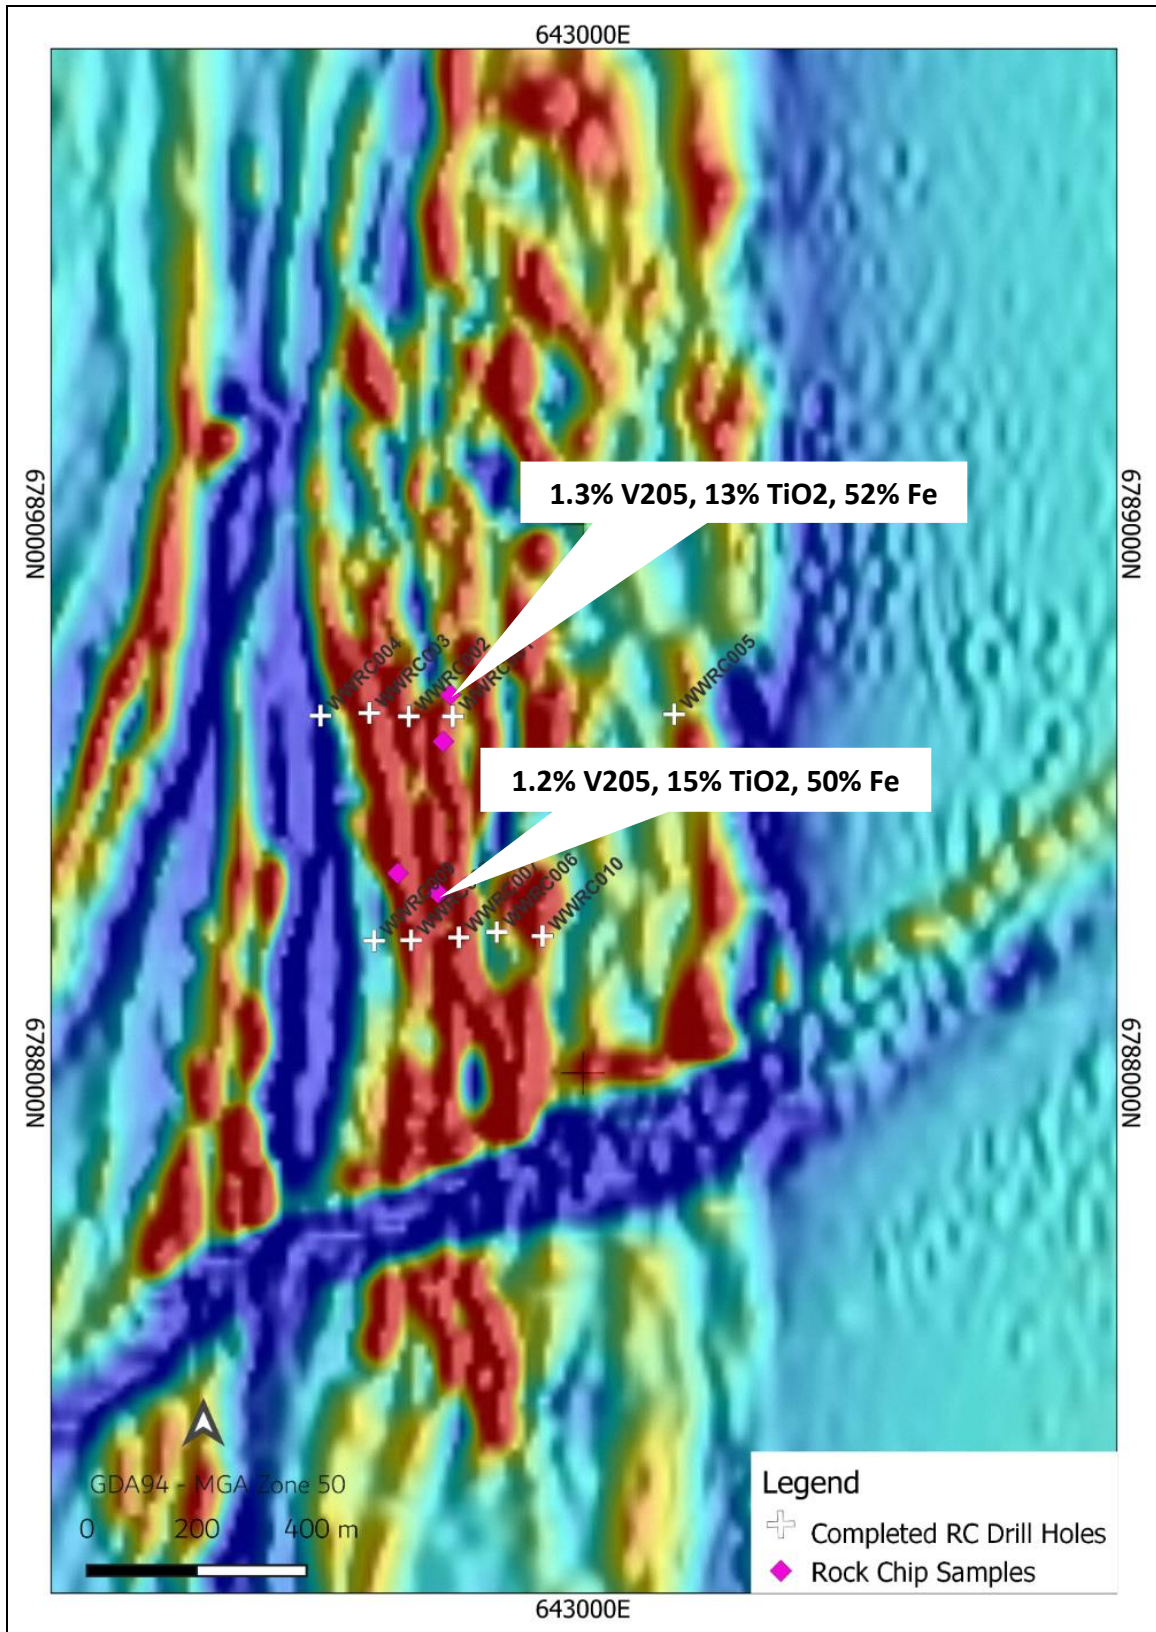 643000E
1.3% V205, 13% TiO2, 52% Fe
6789000N
6789000N
WWRC004
WWRC003
WWRC002
WWRC005
1.2% V205, 15% TiO2, 50% Fe
WWRC009
WWRC007
WWRC006
WWRC010
6788000N
6788000N
GDA94 - MGA Zone 50
0 200 400 m
Legend
Completed RC Drill Holes
Rock Chip Samples
643000E